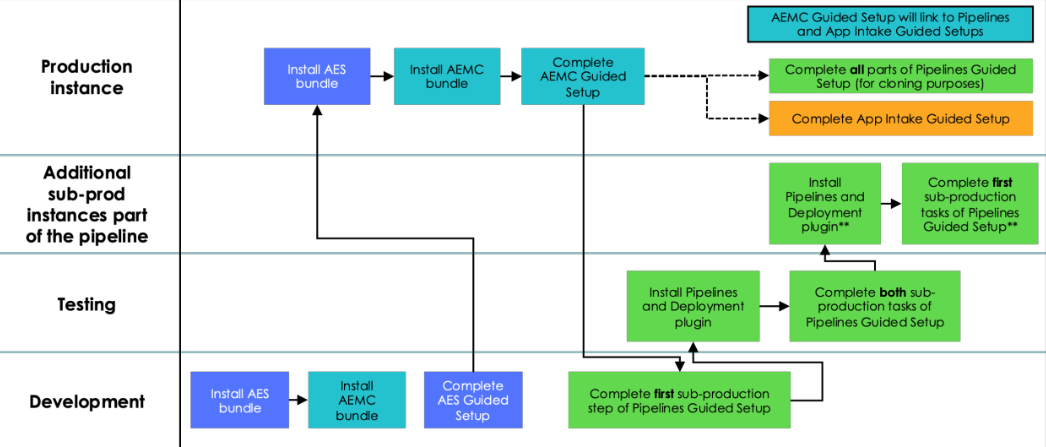 AEMC Guided Setup will link to Pipelines
and App Intake Guided Setups
Production
instance
Install AES
bundle
Install AEMC
bundle
Complete
AEMC Guided
Setup
Complete all parts of Pipelines Guided
Setup (for cloning purposes)
Complete App Intake Guided Setup
Additional
sub-prod
instances part
of the pipeline
Install
Pipelines and
Deployment
plugin**
Complete first
sub-production
tasks of Pipelines
Guided Setup**
Testing
Install Pipelines
and Deployment
plugin
Complete both sub-
production tasks of
Pipelines Guided Setup
Development
Install AES
bundle
Install
AEMC
bundle
Complete
AES Guided
Setup
Complete first sub-production
step of Pipelines Guided Setup